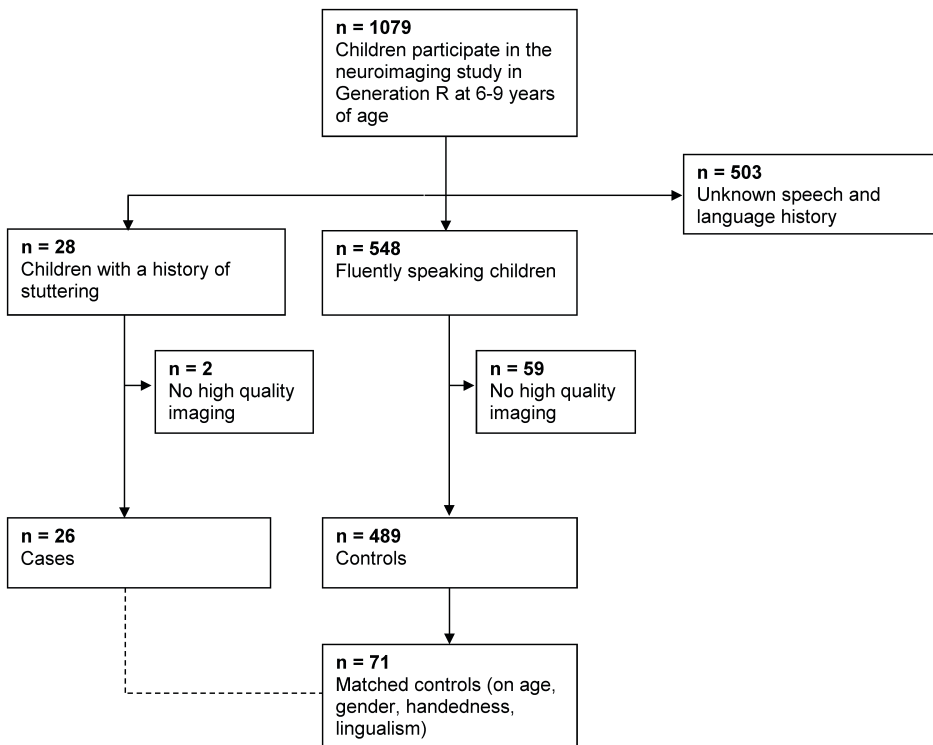 n = 1079
Children participate in the
neuroimaging study in
Generation R at 6-9 years
of age
n = 503
Unknown speech and
language history
n = 28
Children with a history of
stuttering
n = 548
Fluently speaking children
n = 2
No high quality
imaging
n = 59
No high quality
imaging
n = 26
Cases
n = 489
Controls
n = 71
Matched controls (on age,
gender, handedness,
lingualism)